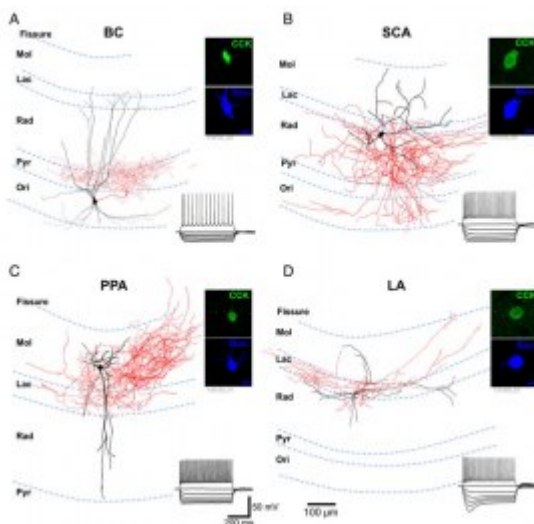 A
BC
Fissure
Mol
Lac
Rad
Pyr
Ori
CCK
B
SCA
Mol
Lac
Rad
Pyr
Ori
CCK
C
PPA
Fissure
Mol
Lac
Rad
Pyr
CCK
50 mV
D
LA
Fissure
Mol
Lac
Rad
Pyr
Ori
CCK
100 µm